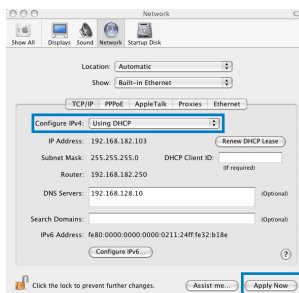 Network
Show All Displays Sound Network Startup Disk
Location: Automatic
Show: Built-in Ethernet
TCP/IP PPPoE AppleTalk Proxies Ethernet
Configure IPv4: Using DHCP
IP Address: 192.168.182.103 Renew DHCP Lease
Subnet Mask: 255.255.255.0 DHCP Client ID:
(If required)
Router: 192.168.182.250
DNS Servers: 192.168.128.10 (Optional)
Search Domains: (Optional)
IPv6 Address: fe80:0000:0000:0000:0211:24ff:fe32:b18e
Configure IPv6... ?
Click the lock to prevent further changes. Assist me... Apply Now